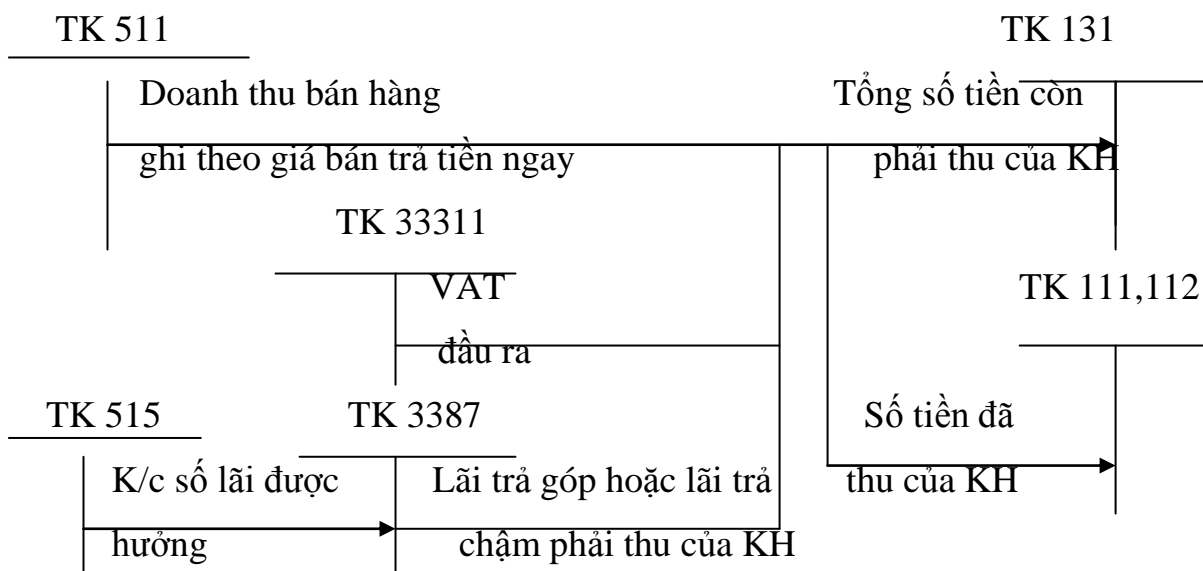 TK 511
TK 131
Doanh thu bán hàng
Tổng số tiền còn
ghi theo giá bán trả tiền ngay
phải thu của KH
TK 33311
VAT
TK 111,112
đầu ra
TK 515
TK 3387
Số tiền đã
K/c số lãi được
Lãi trả góp hoặc lãi trả
thu của KH
hưởng
chậm phải thu của KH